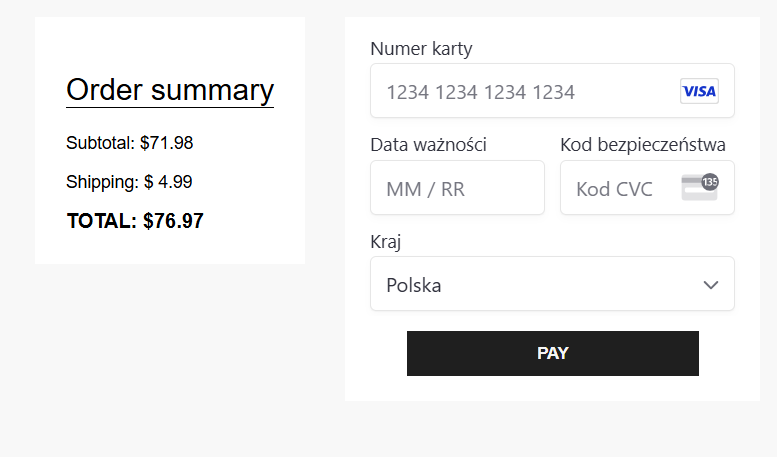 Order summary
Subtotal: $71.98
Shipping: $ 4.99
TOTAL: $76.97
Numer karty
1234 1234 1234 1234 VISA
Data ważności Kod bezpieczeństwa
MM / RR Kod CVC 135
Kraj
Polska
PAY